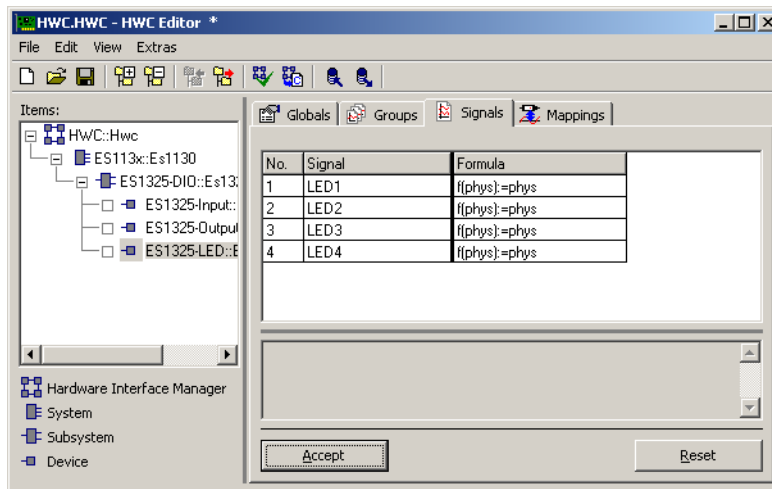 HWC.HWC - HWC Editor *
File Edit View Extras
Items:
HWC::Hwc
ES113x::Es1130
ES1325-DIO::Es13
ES1325-Input::
ES1325-Output
ES1325-LED::E
Hardware Interface Manager
System
Subsystem
Device
Globals Groups Signals Mappings
No. Signal Formula
1 LED1 f(phys):=phys
2 LED2 f(phys):=phys
3 LED3 f(phys):=phys
4 LED4 f(phys):=phys
Accept Reset